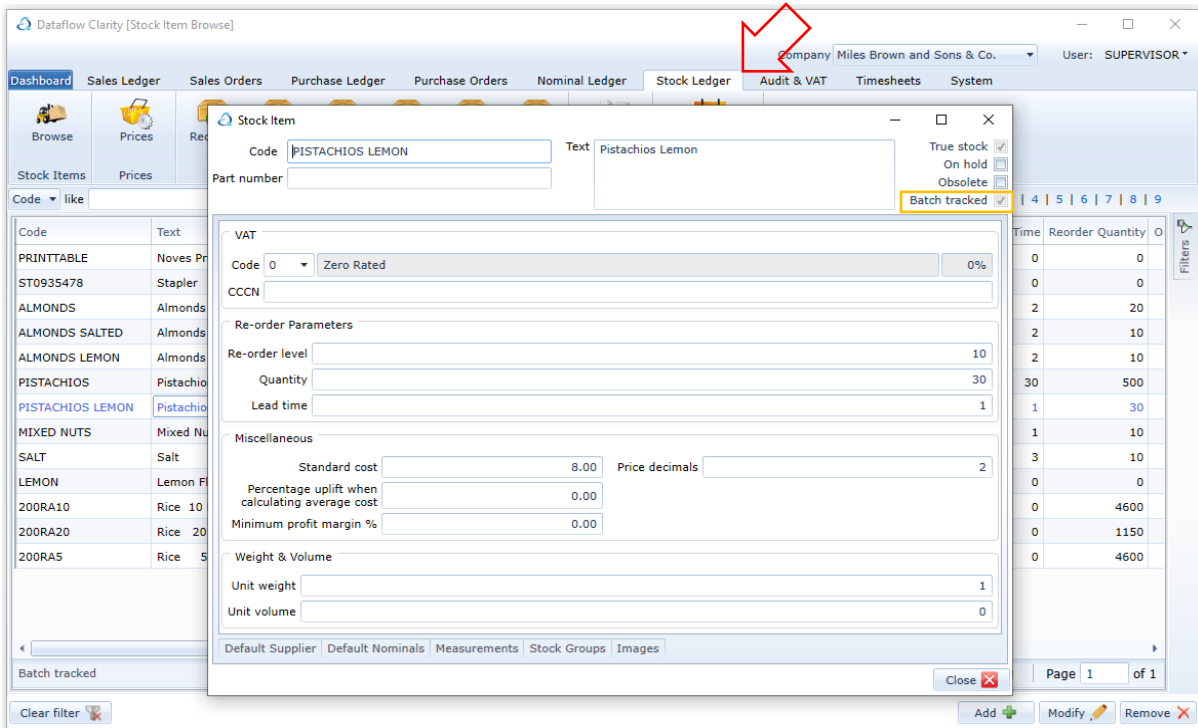 Dataflow Clarity [Stock Item Browse]
Company Miles Brown and Sons & Co. User: SUPERVISOR
Dashboard Sales Ledger Sales Orders Purchase Ledger Purchase Orders Nominal Ledger Stock Ledger Audit & VAT Timesheets System
Browse Prices Rec
Stock Items Prices
Code like
| 4 | 5 | 6 | 7 | 8 | 9
Code Text Time Reorder Quantity O
PRINTTABLE Noves Pr 0 0
ST0935478 Stapler 0 0
ALMONDS Almonds 2 20
ALMONDS SALTED Almonds 2 10
ALMONDS LEMON Almonds 2 10
PISTACHIOS Pistachio 30 500
PISTACHIOS LEMON Pistachio 1 30
MIXED NUTS Mixed Nu 1 10
SALT Salt 3 10
LEMON Lemon Fl 0 0
200RA10 Rice 10 0 4600
200RA20 Rice 20 0 1150
200RA5 Rice 5 0 4600
Filters
Stock Item
Code PISTACHIOS LEMON
Text Pistachios Lemon
Part number
True stock
On hold
Obsolete
Batch tracked
VAT
Code 0 Zero Rated 0%
CCCN
Re-order Parameters
Re-order level 10
Quantity 30
Lead time 1
Miscellaneous
Standard cost 8.00 Price decimals 2
Percentage uplift when
calculating average cost 0.00
Minimum profit margin % 0.00
Weight & Volume
Unit weight 1
Unit volume 0
Default Supplier Default Nominals Measurements Stock Groups Images
Close
Batch tracked Page 1 of 1
Clear filter Add Modify Remove